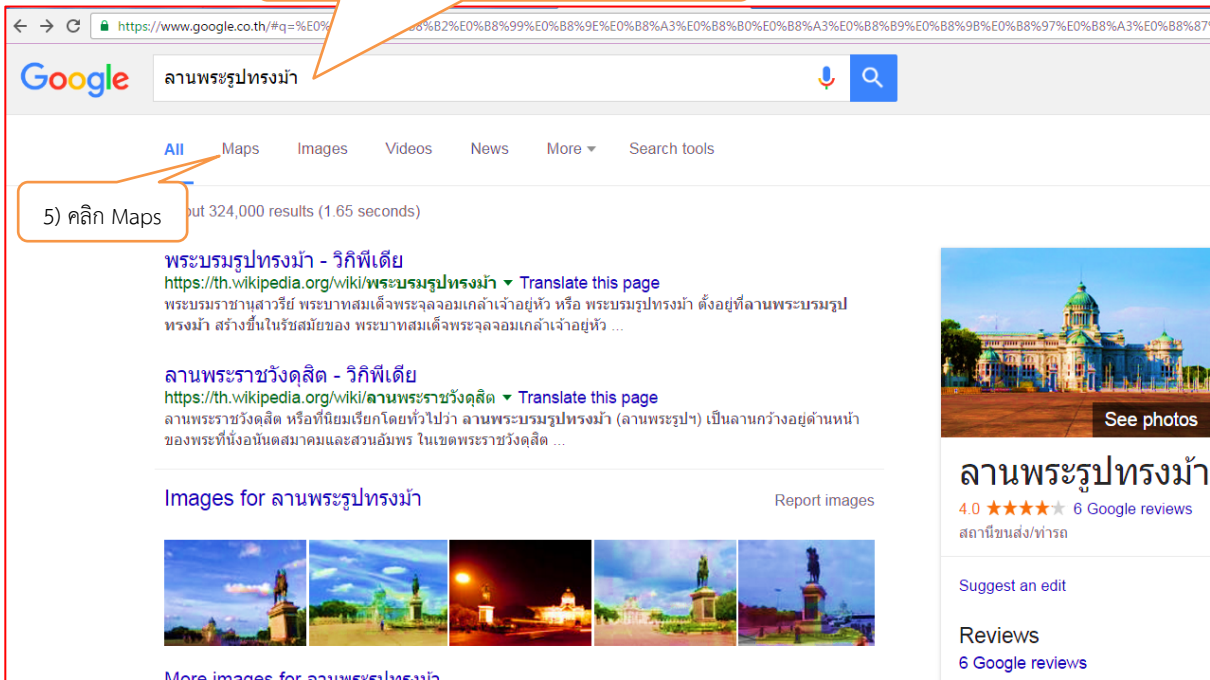 https://www.google.co.th/#q=%E0% 8%B2%E0%B8%99%E0%B8%9E%E0%B8%A3%E0%B8%B0%E0%B8%A3%E0%B8%B9%E0%B8%9B%E0%B8%97%E0%B8%A3%E0%B8%87
Google
ลานพระรูปทรงม้า
All Maps Images Videos News More Search tools
5) คลิก Maps
out 324,000 results (1.65 seconds)
พระบรมรูปทรงม้า - วิกิพีเดีย
https://th.wikipedia.org/wiki/พระบรมรูปทรงม้า ▼ Translate this page
พระบรมราชานุสาวรีย์ พระบาทสมเด็จพระจุลจอมเกล้าเจ้าอยู่หัว หรือ พระบรมรูปทรงม้า ตั้งอยู่ที่ลานพระบรมรูป
ทรงม้า สร้างขึ้นในรัชสมัยของ พระบาทสมเด็จพระจุลจอมเกล้าเจ้าอยู่หัว ...
ลานพระราชวังดุสิต - วิกิพีเดีย
https://th.wikipedia.org/wiki/ลานพระราชวังดุสิต ▼ Translate this page
ลานพระราชวังดุสิต หรือที่นิยมเรียกโดยทั่วไปว่า ลานพระบรมรูปทรงม้า (ลานพระรูปฯ) เป็นลานกว้างอยู่ด้านหน้า
ของพระที่นั่งอนันตสมาคมและสวนอัมพร ในเขตพระราชวังดุสิต ...
Images for ลานพระรูปทรงม้า
Report images
More images for ลานพระรูปทรงม้า
See photos
ลานพระรูปทรงม้า
4.0 ★★★★★ 6 Google reviews
สถานีขนส่ง/ท่ารถ
Suggest an edit
Reviews
6 Google reviews